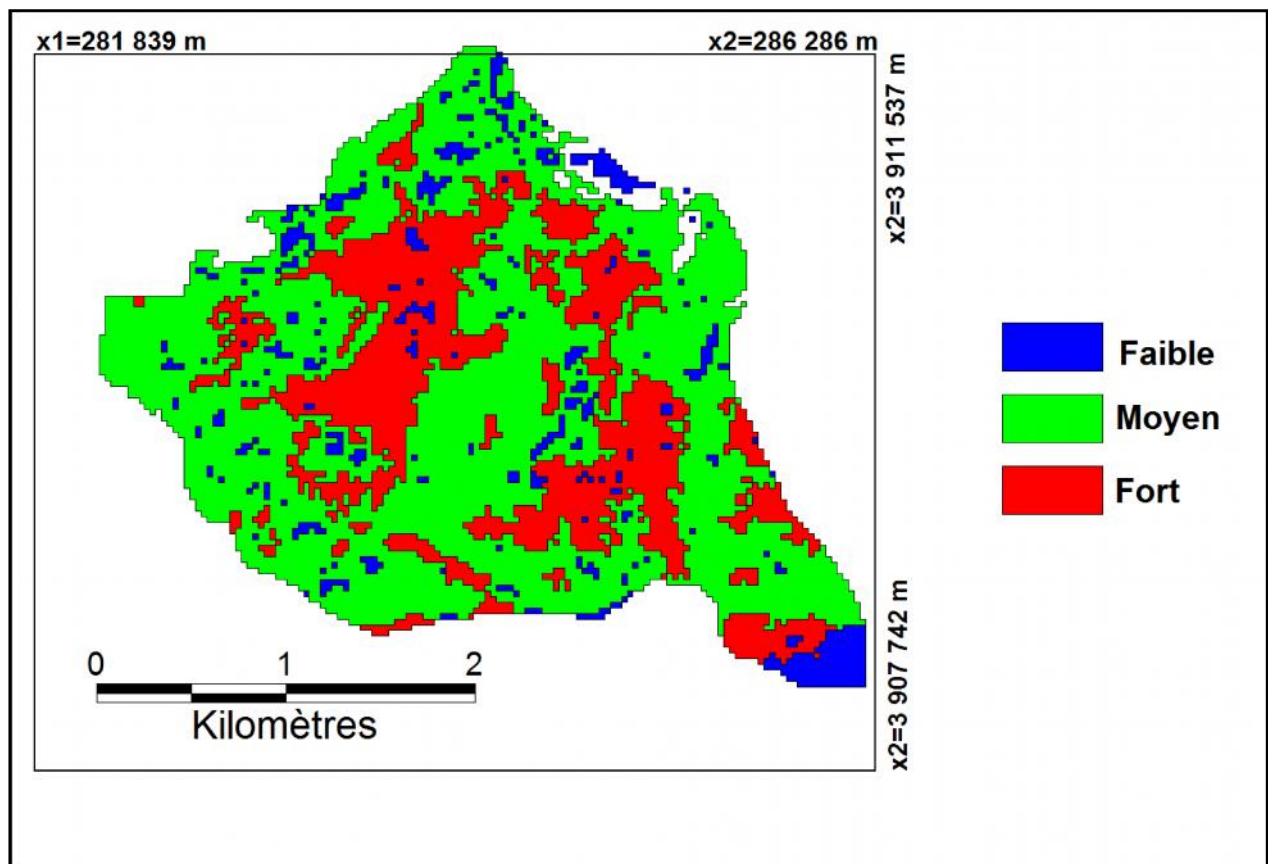 x1=281 839 m
x2=286 286 m
x2=3 911 537 m
Faible
Moyen
Fort
x2=3 907 742 m
0 1 2
Kilomètres